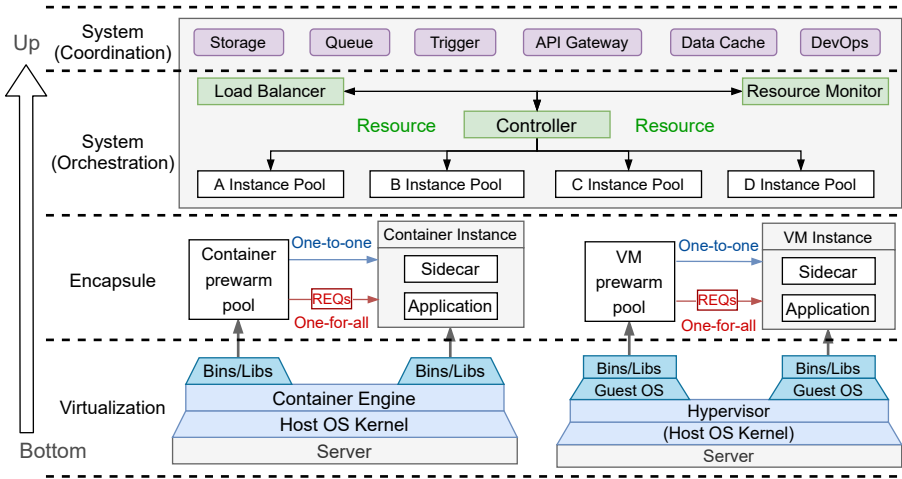 Up
System
(Coordination)
Storage
Queue
Trigger
API Gateway
Data Cache
DevOps
System
(Orchestration)
Load Balancer
Resource Monitor
Resource
Controller
Resource
A Instance Pool
B Instance Pool
C Instance Pool
D Instance Pool
Encapsule
Container
prewarm
pool
One-to-one
REQs
One-for-all
Container Instance
Sidecar
Application
VM
prewarm
pool
One-to-one
REQs
One-for-all
VM Instance
Sidecar
Application
Virtualization
Bins/Libs
Bins/Libs
Container Engine
Host OS Kernel
Server
Bins/Libs
Guest OS
Bins/Libs
Guest OS
Hypervisor
(Host OS Kernel)
Server
Bottom